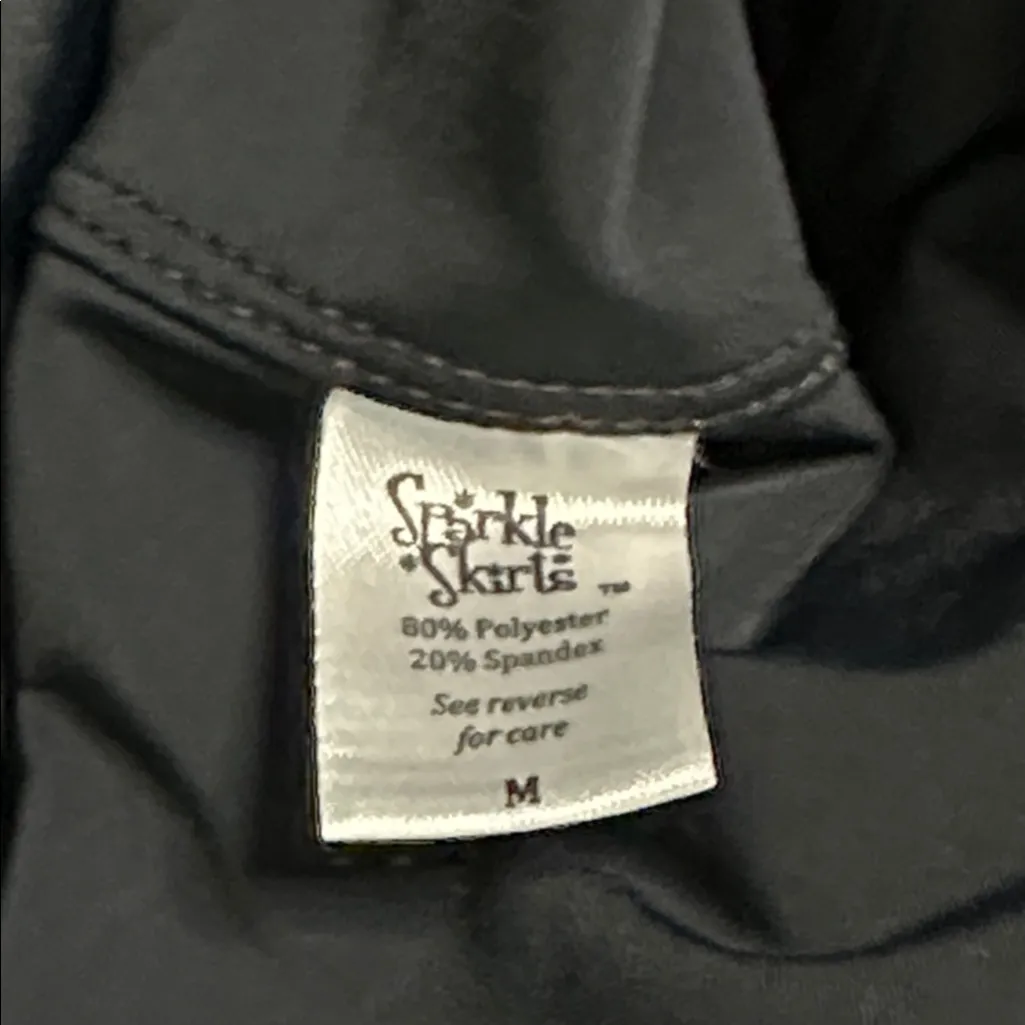 Sparkle
Skirts ™
80% Polyester
20% Spandex
See reverse
for care
M